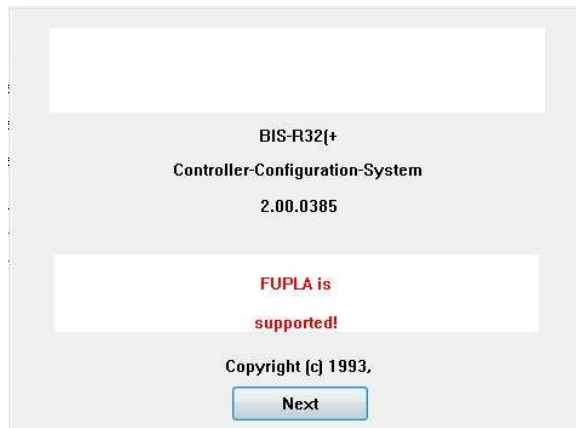 BIS-R32(+
Controller-Configuration-System
2.00.0385
FUPLA is
supported!
Copyright (c) 1993,
Next